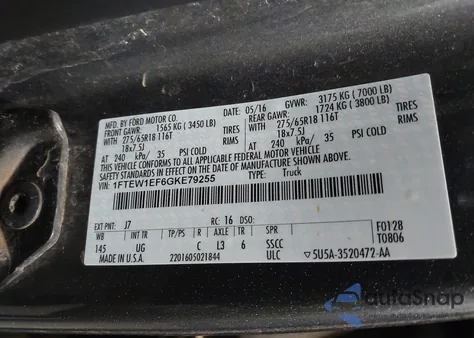 MFD. BY FORD MOTOR CO. 05/16 GVWR: 3175 KG ( 7000 LB)
FRONT GAWR: 1565 KG ( 3450 LB) REAR GAWR: 1724 KG ( 3800 LB)
WITH TIRES WITH TIRES
275/65R18 116T 275/65R18 116T
18x7.5J RIMS 18x7.5J RIMS
AT 240 kPa/ 35 PSI COLD AT 240 kPa/ 35 PSI COLD
THIS VEHICLE CONFORMS TO ALL APPLICABLE FEDERAL MOTOR VEHICLE
SAFETY STANDARDS IN EFFECT ON THE DATE OF MANUFACTURE SHOWN ABOVE.
VIN: 1FTEW1EF6GKE79255 TYPE: Truck
EXT PNT: J7 RC: 16 DSO: F0128
WB INT TR TP/PS R AXLE TR SPR T0806
145 UG C L3 6 SSCC
MADE IN U.S.A. 2201605021844 ULC ▽5U5A-3520472-AA
AutoSnap